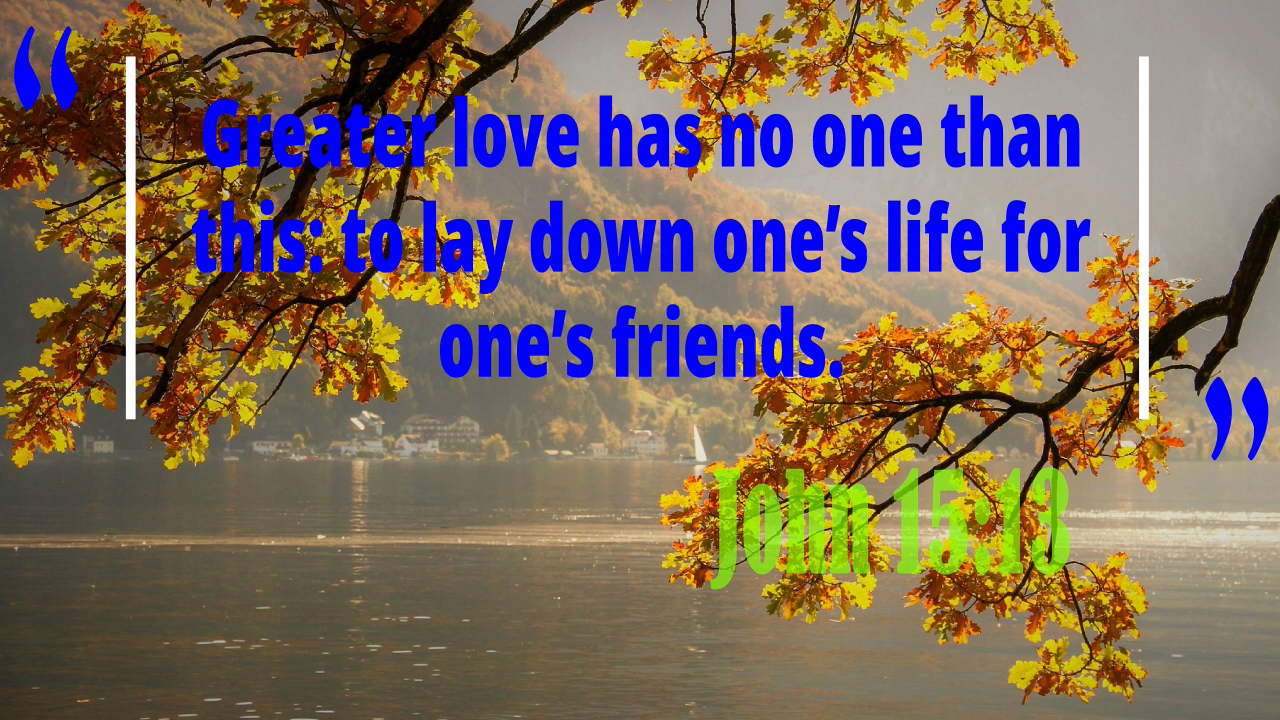 “
Greater love has no one than
this: to lay down one’s life for
one’s friends.
”
John 15:13